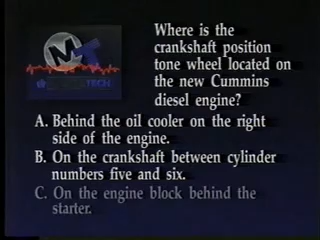 MT
TECH
Where is the
crankshaft position
tone wheel located on
the new Cummins
diesel engine?
A. Behind the oil cooler on the right
side of the engine.
B. On the crankshaft between cylinder
numbers five and six.
C. On the engine block behind the
starter.